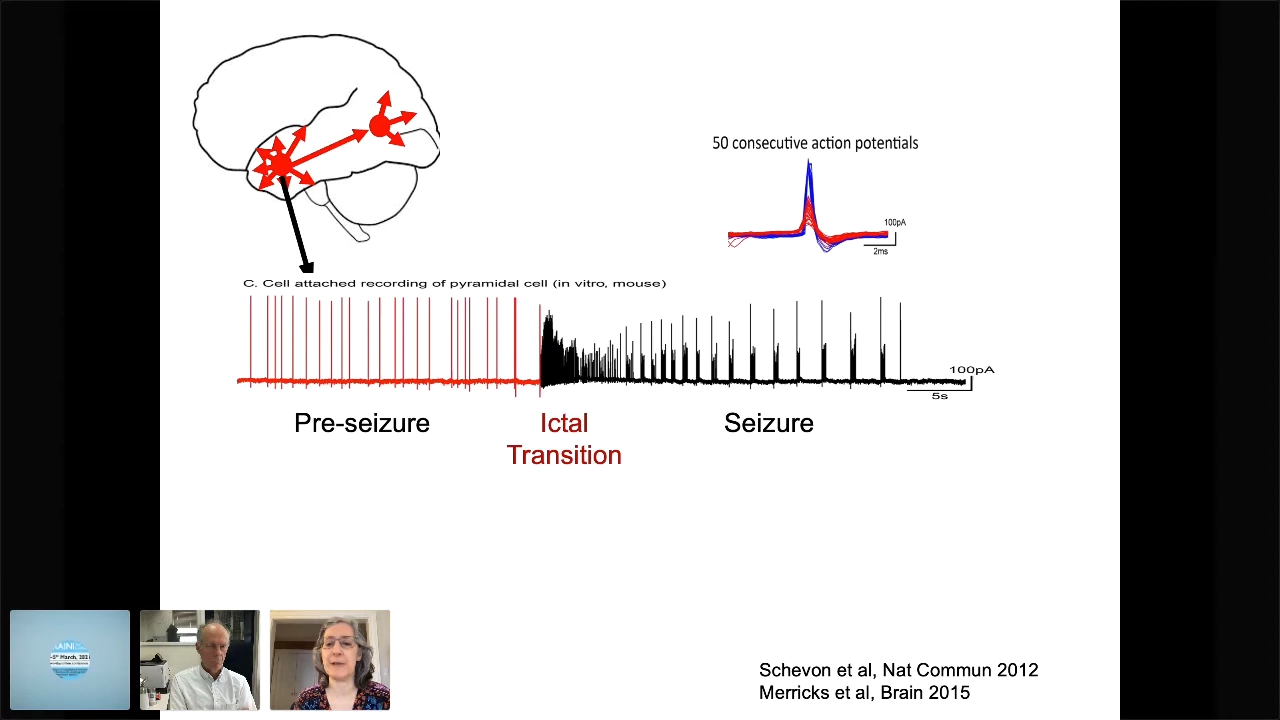 50 consecutive action potentials
100pA
2ms
C. Cell attached recording of pyramidal cell (in vitro, mouse)
100pA
5s
Pre-seizure
Ictal
Transition
Seizure
Schevon et al, Nat Commun 2012
Merricks et al, Brain 2015